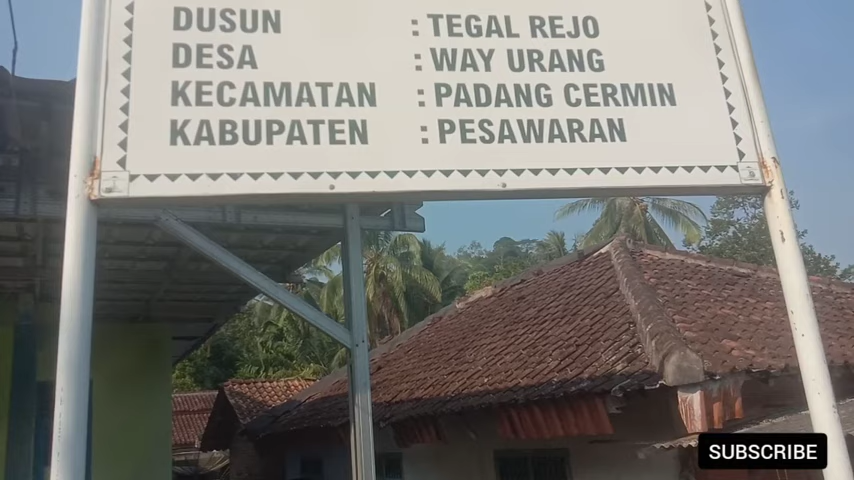 DUSUN : TEGAL REJO
DESA : WAY URANG
KECAMATAN : PADANG CERMIN
KABUPATEN : PESAWARAN
SUBSCRIBE